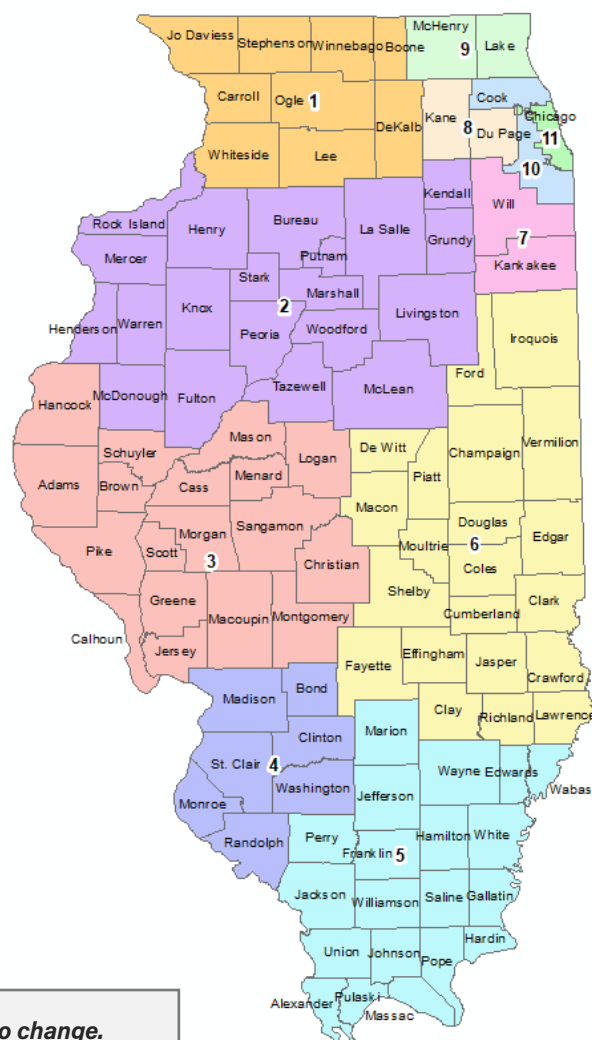 Jo Daviess
Stephenson
Winnebago
Boone
McHenry
9
Lake
Carroll
Ogle
1
DeKalb
Kane
8
Cook
Chicago
Du Page
11
10
Whiteside
Lee
Kendall
Will
7
Kankakee
Rock Island
Henry
Bureau
La Salle
Grundy
Putnam
Mercer
Stark
Marshall
2
Knox
Peoria
Woodford
Livingston
Henderson
Warren
Iroquois
Ford
Tazewell
McLean
McDonough
Fulton
Hancock
Mason
Logan
Schuyler
De Witt
Champaign
Vermilion
Adams
Brown
Cass
Menard
Piatt
Macon
Morgan
Sangamon
Douglas
Edgar
Pike
Scott
3
Christian
Moultrie
6
Coles
Greene
Shelby
Clark
Macoupin
Montgomery
Cumberland
Calhoun
Jersey
Fayette
Effingham
Jasper
Crawford
Madison
Bond
Clay
Richland
Lawrence
Clinton
Marion
St. Clair
4
Wayne
Edwards
Wabas
Washington
Jefferson
Monroe
Randolph
Perry
Hamilton
White
Franklin
5
Jackson
Williamson
Saline
Gallatin
Hardin
Union
Johnson
Pope
Alexander
Pulaski
Massac
o change.